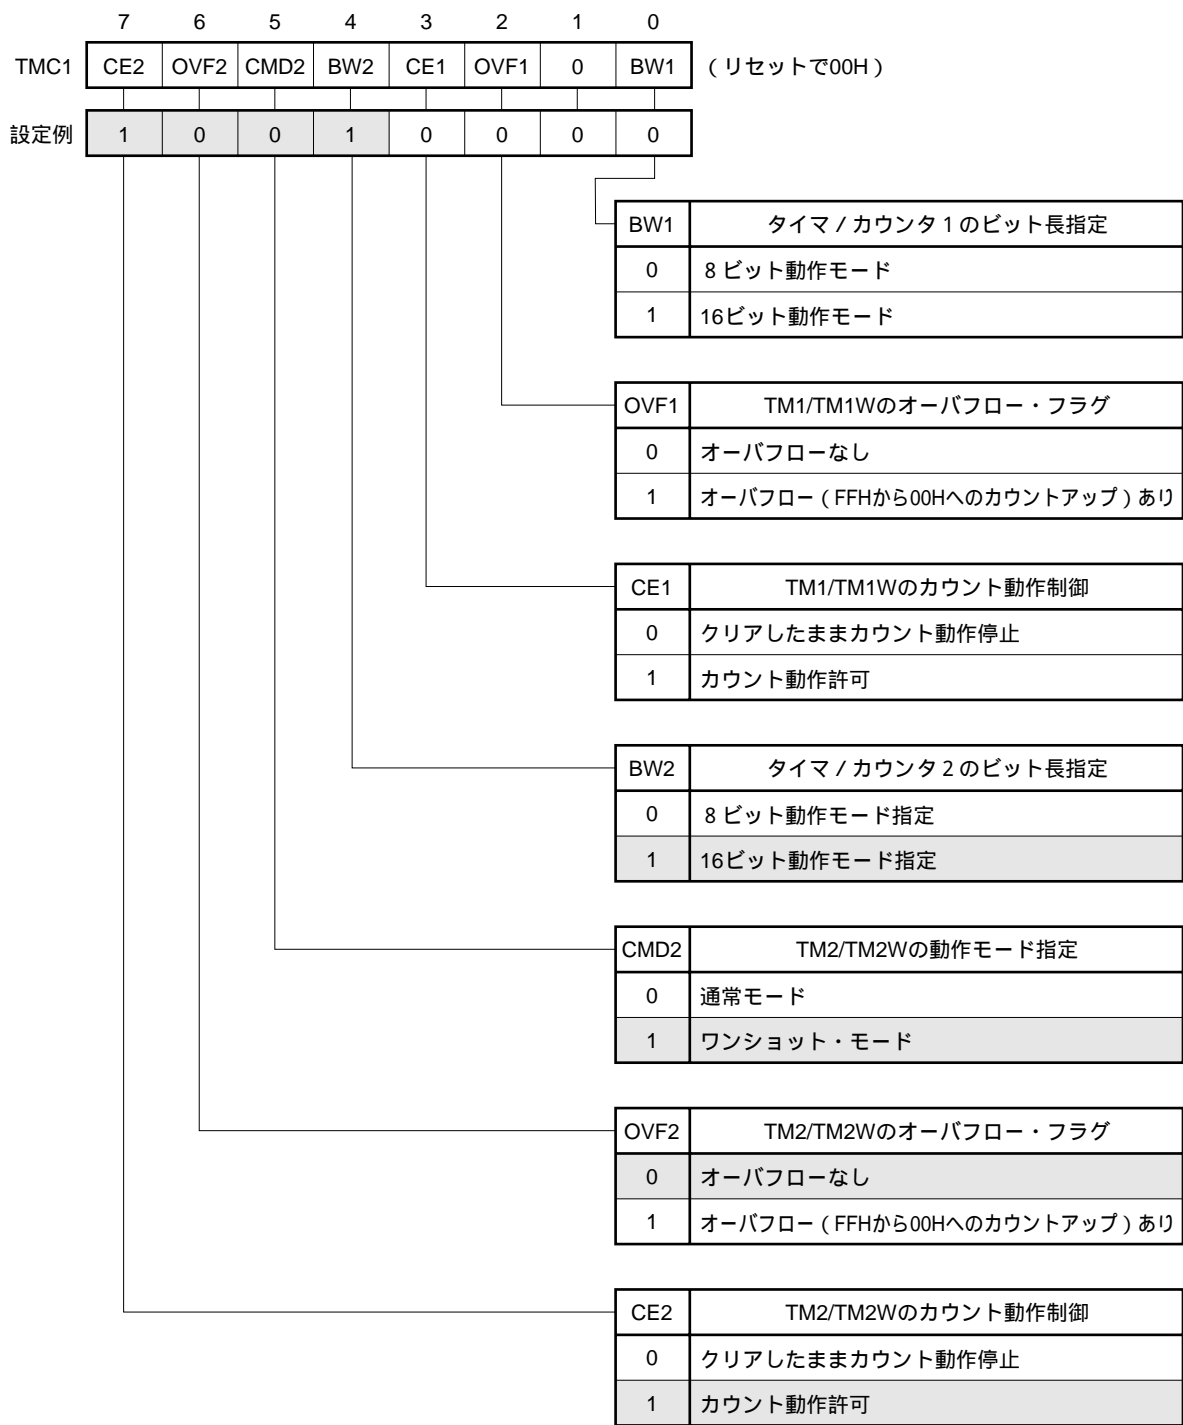 7 6 5 4 3 2 1 0
TMC1 CE2 OVF2 CMD2 BW2 CE1 OVF1 0 BW1 (リセットで00H)
設定例 1 0 0 1 0 0 0 0
BW1 タイマ/カウンタ1のビット長指定
0 8ビット動作モード
1 16ビット動作モード
OVF1 TM1/TM1Wのオーバフロー・フラグ
0 オーバフローなし
1 オーバフロー(FFHから00Hへのカウントアップ)あり
CE1 TM1/TM1Wのカウント動作制御
0 クリアしたままカウント動作停止
1 カウント動作許可
BW2 タイマ/カウンタ2のビット長指定
0 8ビット動作モード指定
1 16ビット動作モード指定
CMD2 TM2/TM2Wの動作モード指定
0 通常モード
1 ワンショット・モード
OVF2 TM2/TM2Wのオーバフロー・フラグ
0 オーバフローなし
1 オーバフロー(FFHから00Hへのカウントアップ)あり
CE2 TM2/TM2Wのカウント動作制御
0 クリアしたままカウント動作停止
1 カウント動作許可